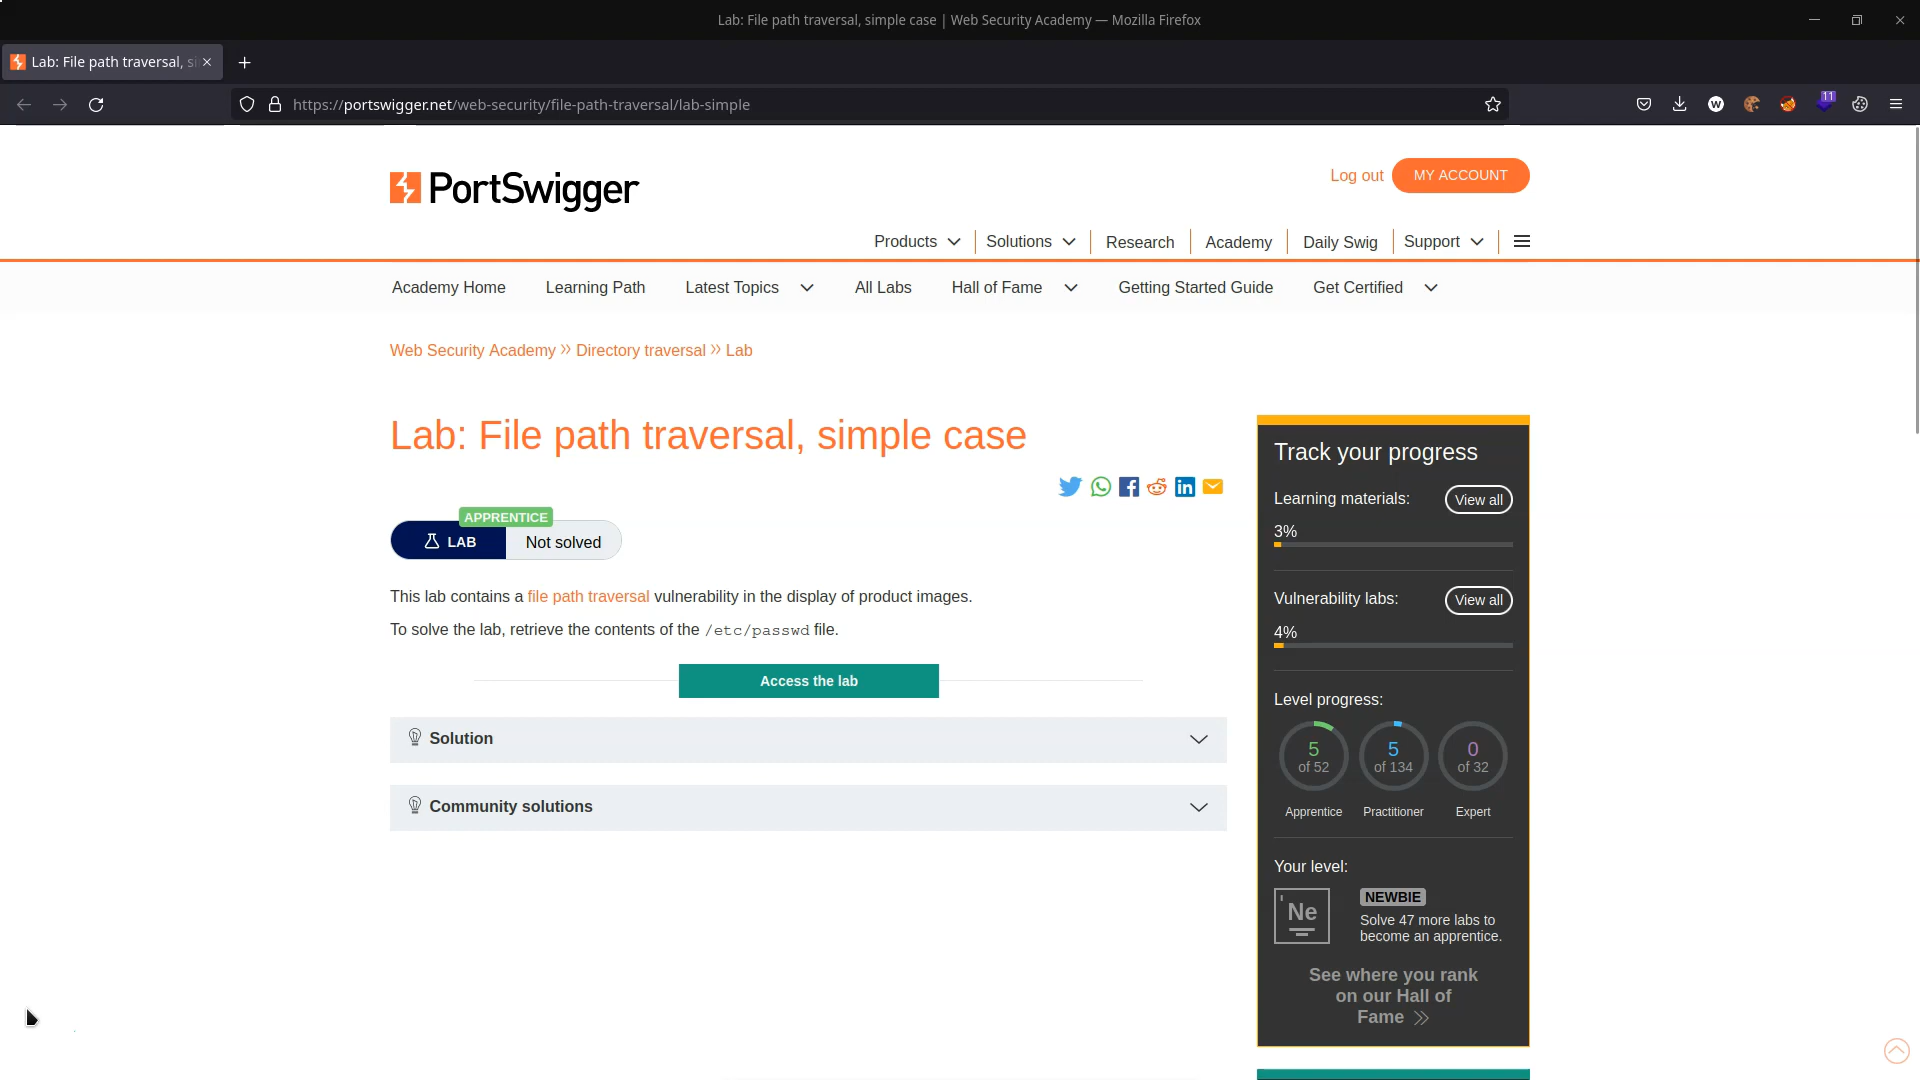 Lab: File path traversal, simple case | Web Security Academy — Mozilla Firefox
Lab: File path traversal, si
https://portswigger.net/web-security/file-path-traversal/lab-simple
W
11
PortSwigger
Log out
MY ACCOUNT
Products
Solutions
Research
Academy
Daily Swig
Support
Academy Home
Learning Path
Latest Topics
All Labs
Hall of Fame
Getting Started Guide
Get Certified
Web Security Academy » Directory traversal » Lab
Lab: File path traversal, simple case
APPRENTICE
LAB
Not solved
This lab contains a file path traversal vulnerability in the display of product images.
To solve the lab, retrieve the contents of the /etc/passwd file.
Access the lab
Solution
Community solutions
Track your progress
Learning materials:
View all
3%
Vulnerability labs:
View all
4%
Level progress:
5
of 52
5
of 134
0
of 32
Apprentice
Practitioner
Expert
Your level:
Ne
NEWBIE
Solve 47 more labs to
become an apprentice.
See where you rank
on our Hall of
Fame »